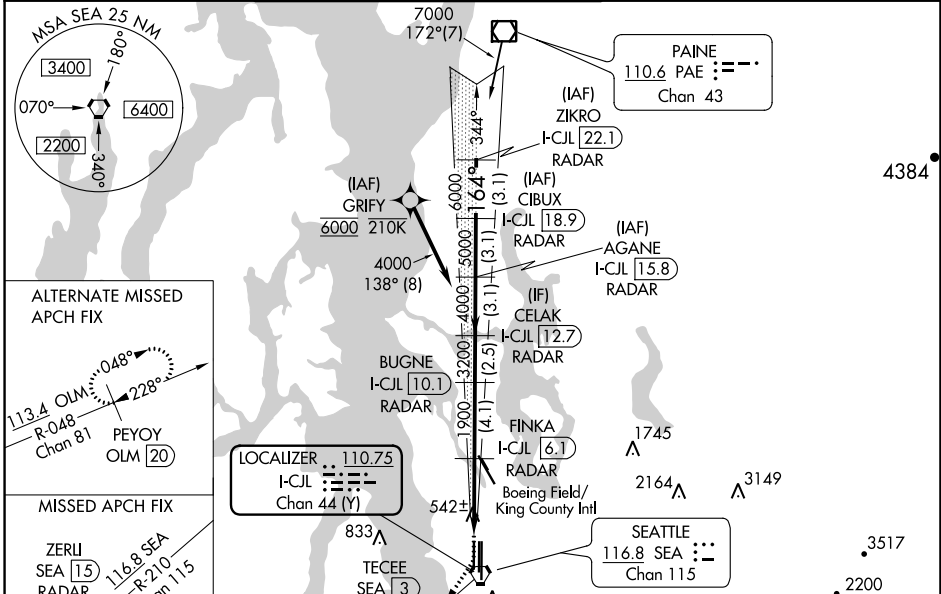 MSA SEA 25 NM
180°
3400
070°
6400
2200
340°
7000
172°(7)
PAINE
110.6 PAE
Chan 43
344°
(IAF)
ZIKRO
I-CJL 22.1
RADAR
4384
164°
6000
(3.1)
(IAF)
CIBUX
I-CJL 18.9
RADAR
(IAF)
GRIFY
6000 210K
4000
138° (8)
5000
(3.1)
(IAF)
AGANE
I-CJL 15.8
RADAR
4000
(3.1)
(IF)
CELAK
I-CJL 12.7
RADAR
ALTERNATE MISSED
APCH FIX
048°
228°
113.4 OLM
R-048
Chan 81
PEYOY
OLM 20
3200
(2.5)
BUGNE
I-CJL 10.1
RADAR
1900
(4.1)
FINKA
I-CJL 6.1
RADAR
1745
2164
3149
Boeing Field/
King County Intl
LOCALIZER 110.75
I-CJL
Chan 44 (Y)
542±
833
MISSED APCH FIX
ZERLI
SEA 15
RADAR
116.8 SEA
R-210
Chan 115
TECEE
SEA 3
SEATTLE
116.8 SEA
Chan 115
3517
2200